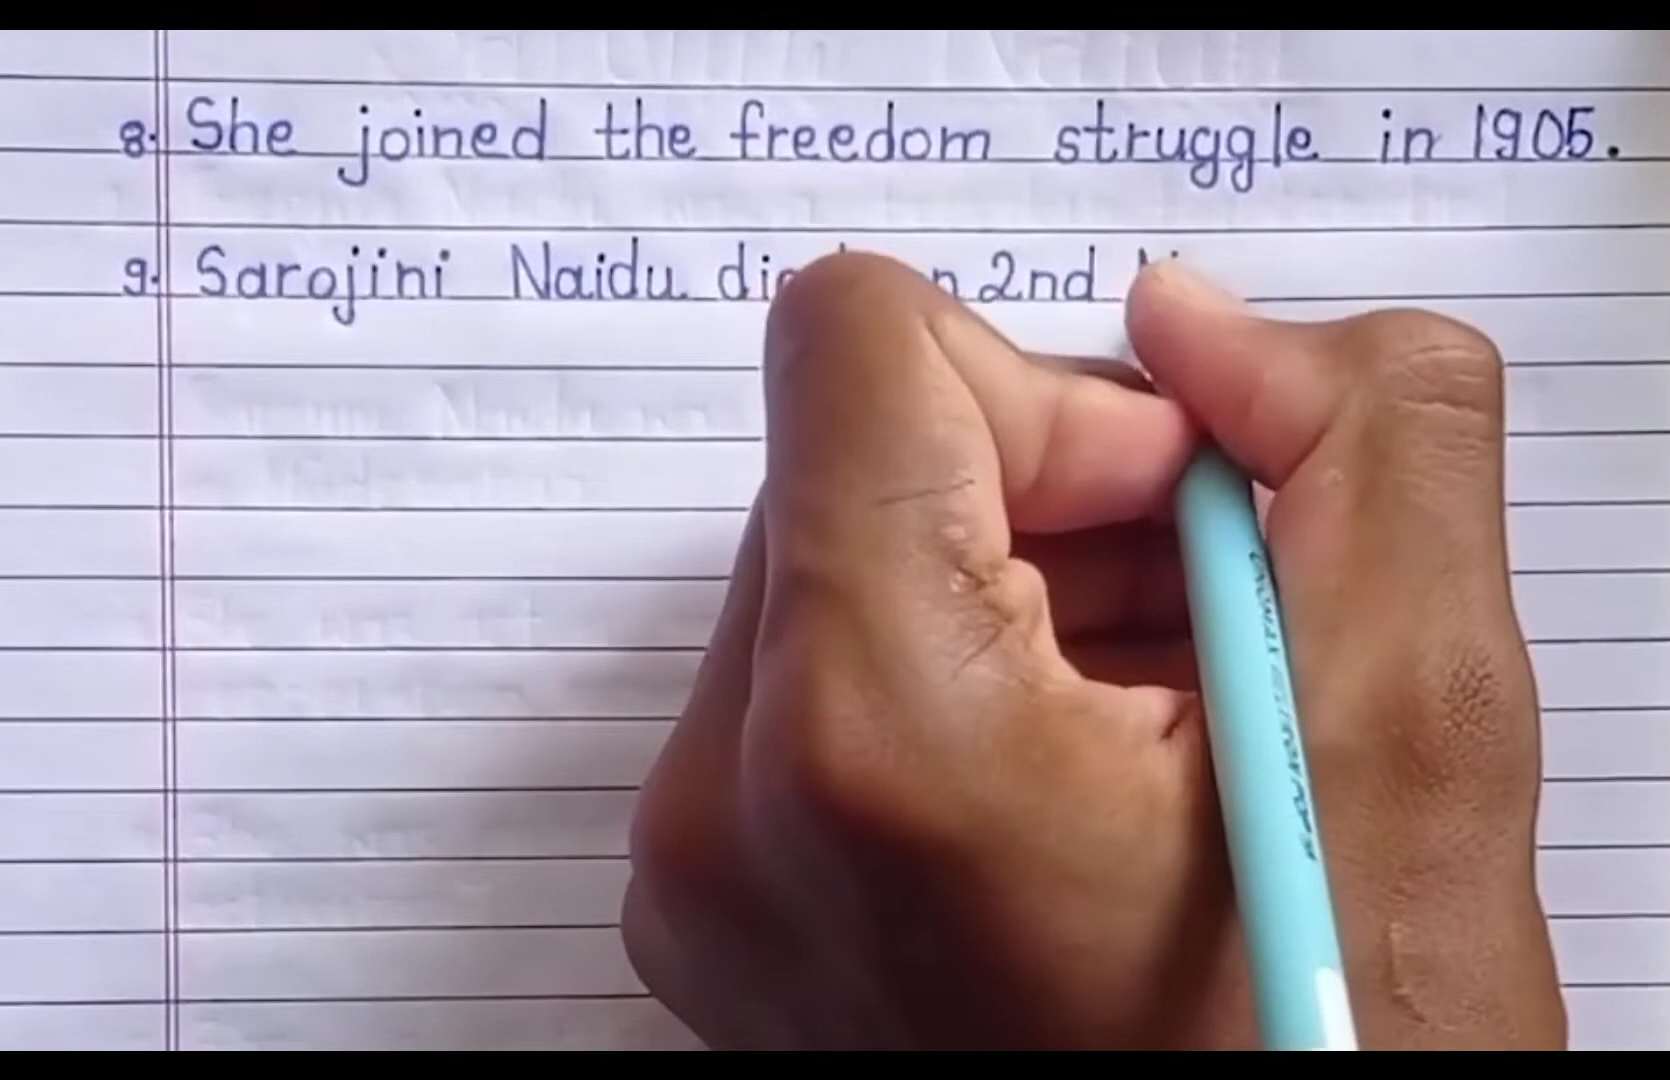 8. She joined the freedom struggle in 1905.
9. Sarojini Naidu 2nd